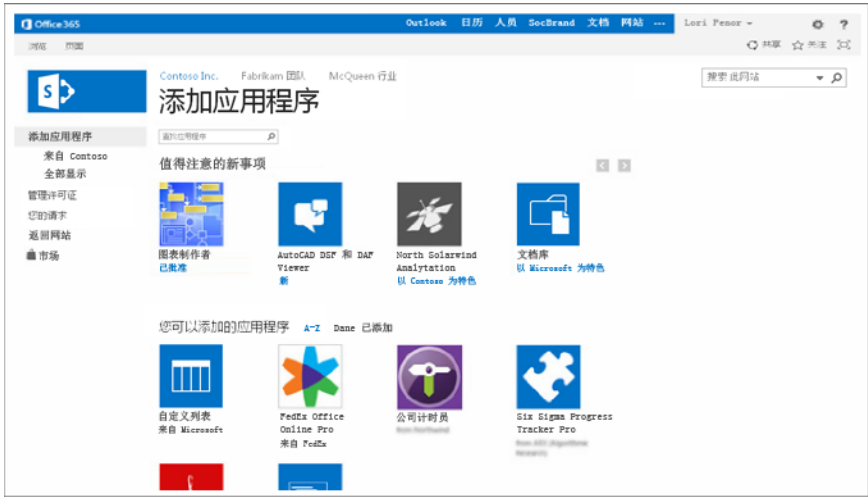 Office 365
Outlook 日历 人员 SocBrand 文档 网站 ··· Lori Penor
?
浏览 页面
共享 关注
Contoso Inc. Fabrikam 团队 McQueen 行业
添加应用程序
搜索此网站
添加应用程序
来自 Contoso
全部显示
管理许可证
您的请求
返回网站
市场
查找应用程序
值得注意的新事项
图表制作者
已批准
AutoCAD DSF 和 DAF
Viewer
新
North Solarwind
Amalytation
以 Contoso 为特色
文档库
以 Microsoft 为特色
您可以添加的应用程序 A-Z Dane 已添加
自定义列表
来自 Microsoft
FedEx Office
Online Pro
来自 FedEx
公司计时员
from Northwind
Six Sigma Progress
Tracker Pro